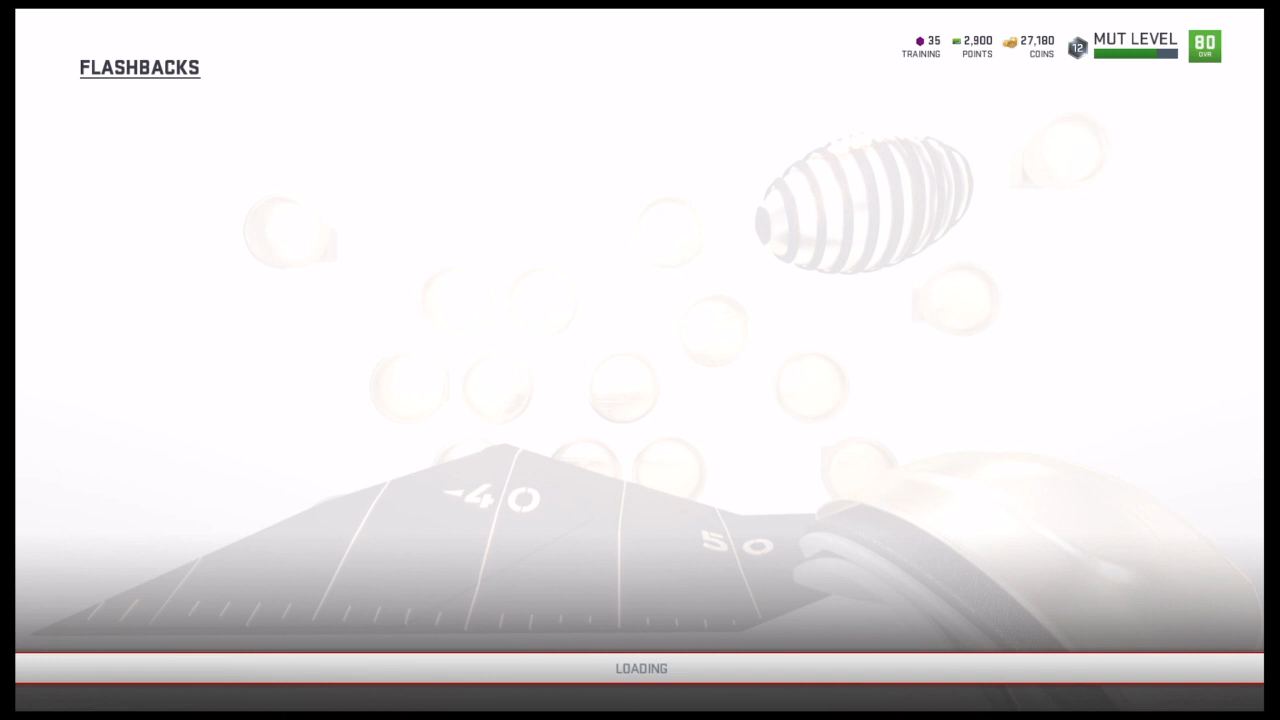 FLASHBACKS
35 TRAINING
2,900 POINTS
27,180 COINS
12
MUT LEVEL
80 OVR
40
50
LOADING